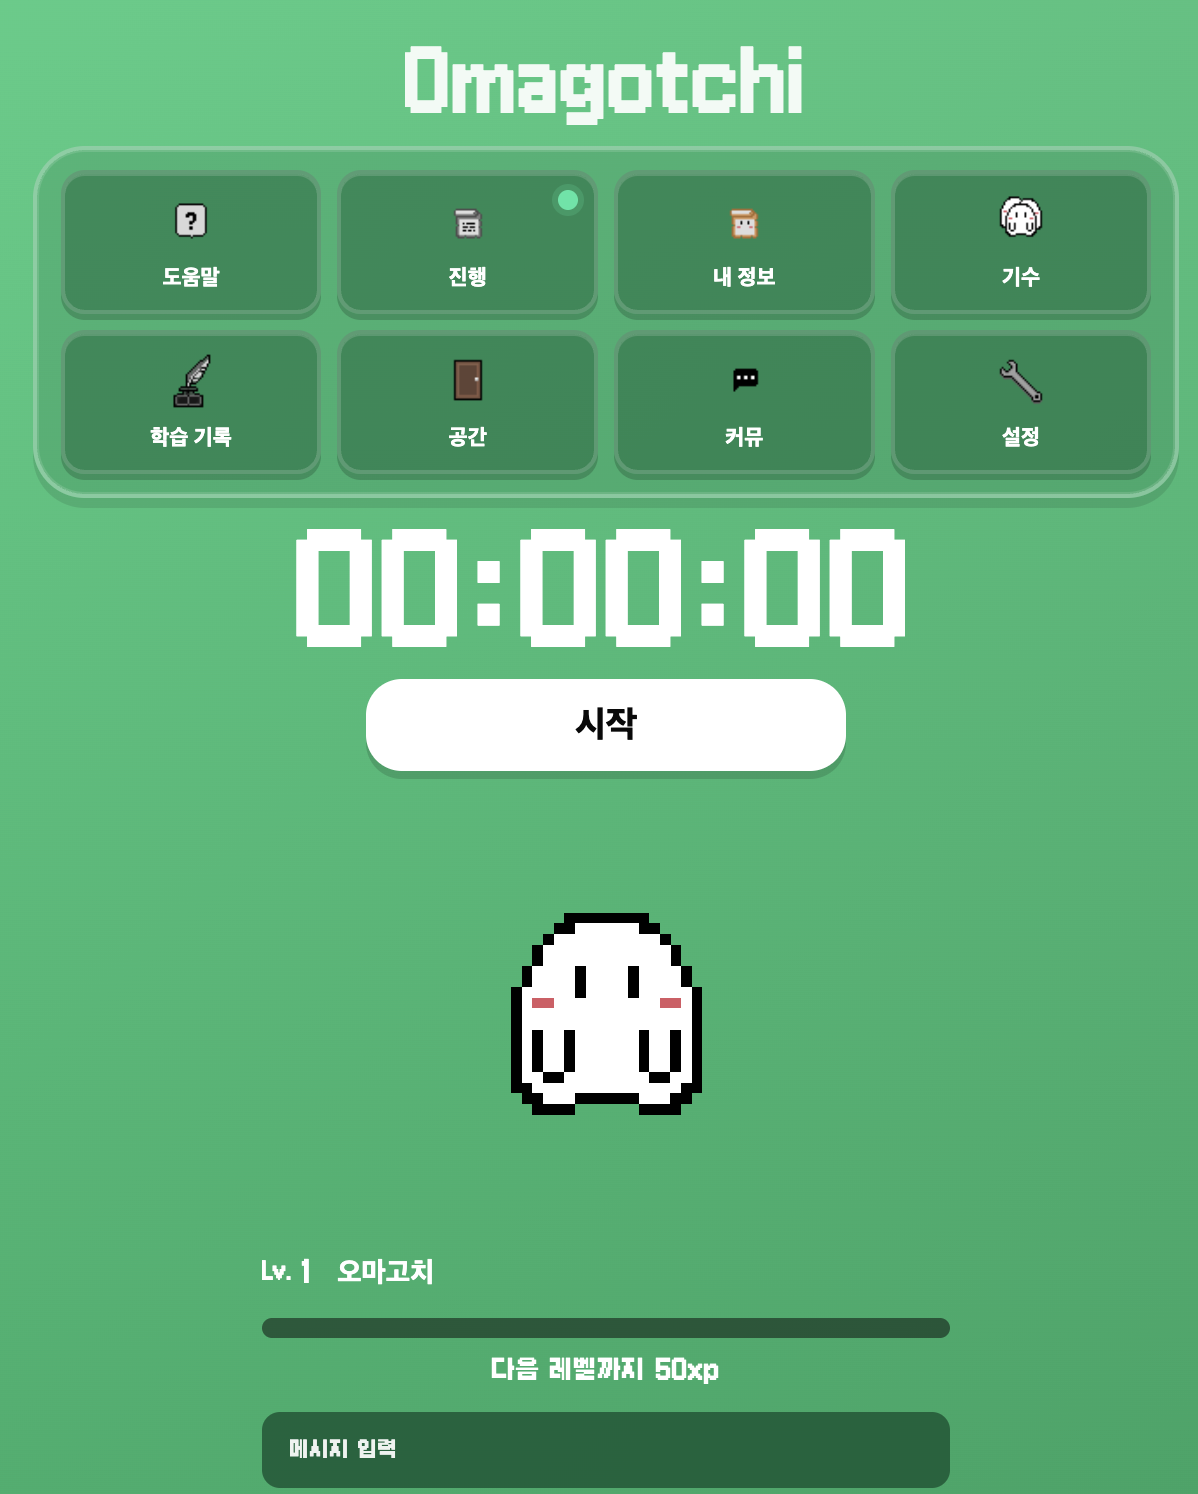 Omagotchi
?
도움말 진행 내 정보 기수
학습 기록 공간 커뮤 설정
00:00:00
시작
Lv. 1 오마고치
다음 레벨까지 50xp
메시지 입력